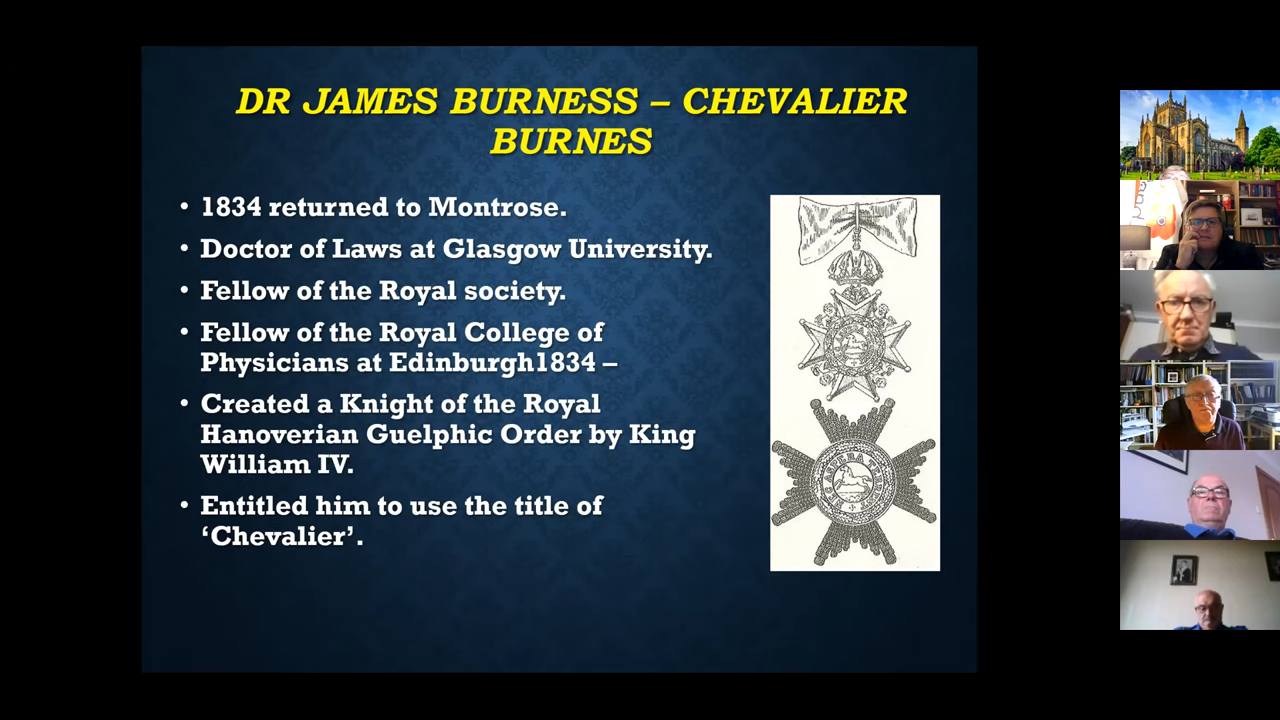 DR JAMES BURNESS – CHEVALIER
BURNES
• 1834 returned to Montrose.
• Doctor of Laws at Glasgow University.
• Fellow of the Royal society.
• Fellow of the Royal College of
Physicians at Edinburgh1834 –
• Created a Knight of the Royal
Hanoverian Guelphic Order by King
William IV.
• Entitled him to use the title of
‘Chevalier’.